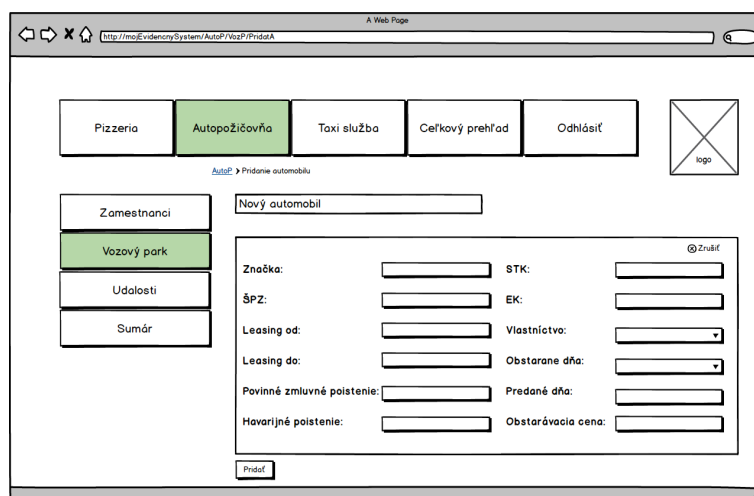 A Web Page
http://mojEvidencnySystem/AutoP/VozP/PridatA
Pizzeria Autopožičovňa Taxi služba Celkový prehľad Odhlásiť
logo
AutoP > Pridanie automobilu
Zamestnanci
Vozový park
Udalosti
Sumár
Nový automobil
Zrušiť
Značka: STK:
ŠPZ: EK:
Leasing od: Vlastníctvo:
Leasing do: Obstarane dňa:
Povinné zmluvné poistenie: Predané dňa:
Havarijné poistenie: Obstarávacia cena:
Pridať